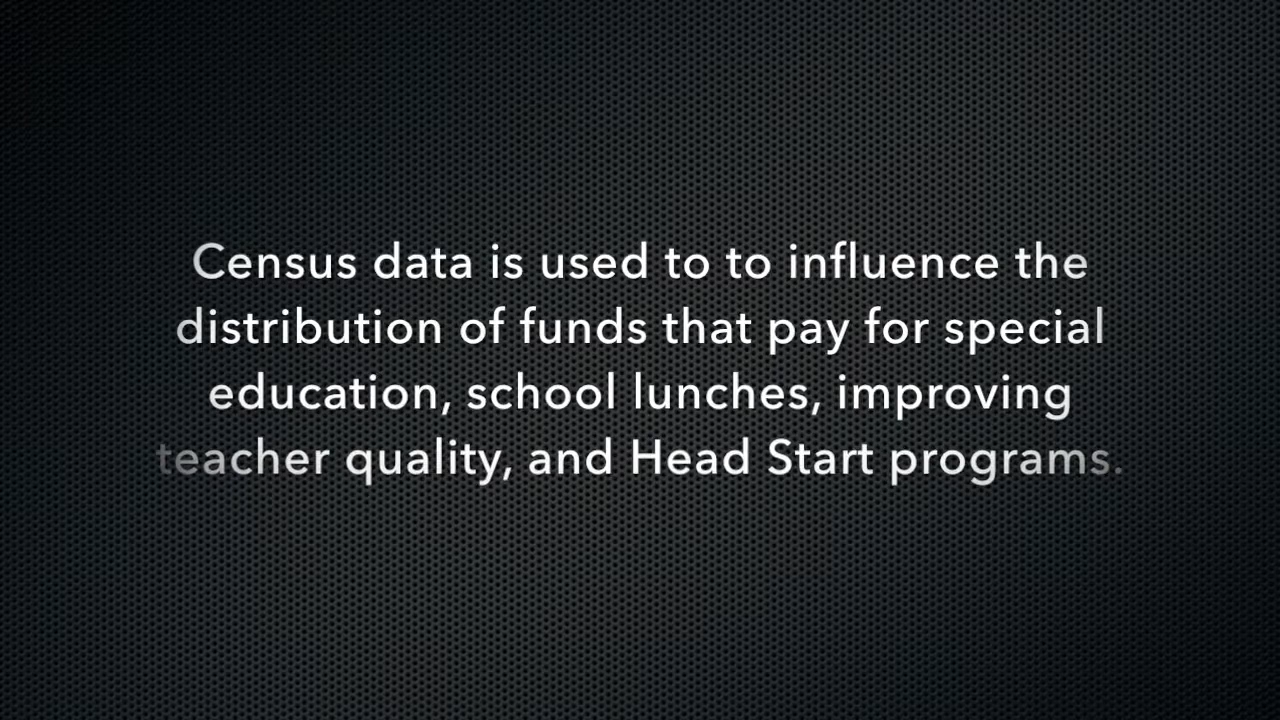 Census data is used to to influence the
distribution of funds that pay for special
education, school lunches, improving
teacher quality, and Head Start programs.